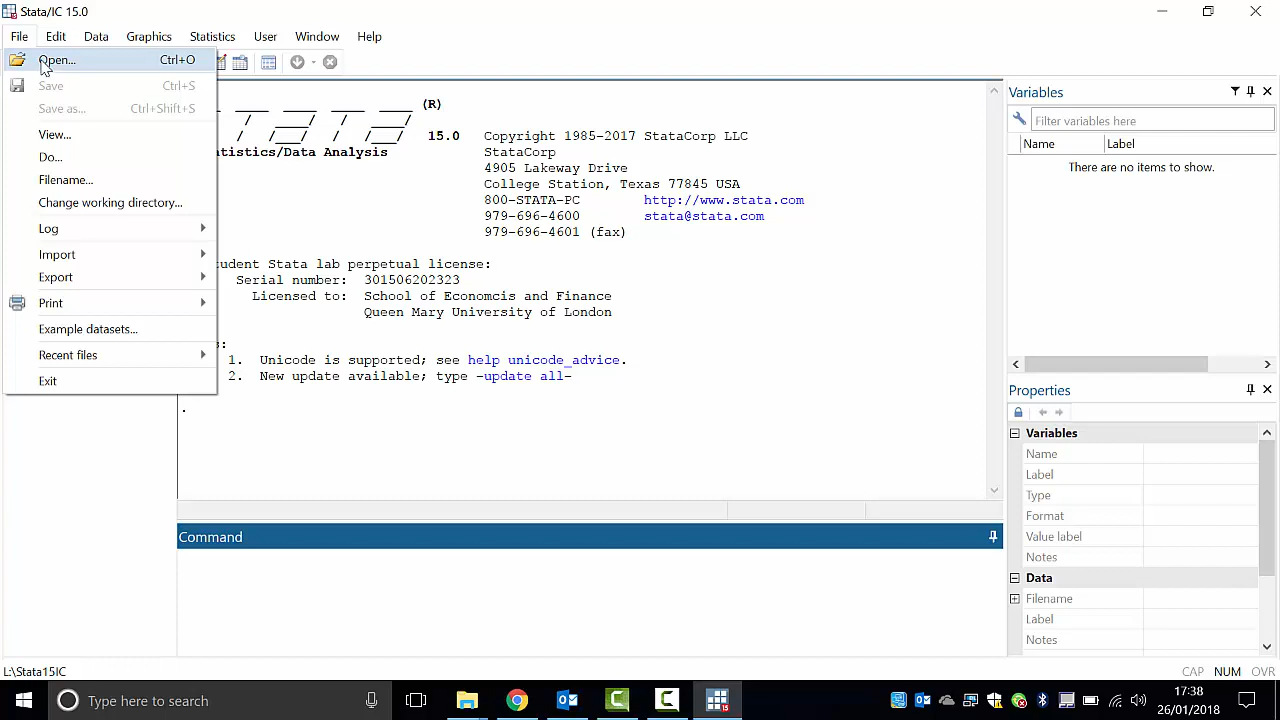 Stata/IC 15.0
File Edit Data Graphics Statistics User Window Help
Open... Ctrl+O
Save Ctrl+S
Save as... Ctrl+Shift+S
View...
Do...
Filename...
Change working directory...
Log
Import
Export
Print
Example datasets...
Recent files
Exit
(R)
15.0 Copyright 1985-2017 StataCorp LLC
tatistics/Data Analysis StataCorp
4905 Lakeway Drive
College Station, Texas 77845 USA
800-STATA-PC http://www.stata.com
979-696-4600 stata@stata.com
979-696-4601 (fax)
udent Stata lab perpetual license:
Serial number: 301506202323
Licensed to: School of Economcis and Finance
Queen Mary University of London
s:
1. Unicode is supported; see help unicode_advice.
2. New update available; type -update all-
.
Command
Variables
Filter variables here
Name Label
There are no items to show.
Properties
Variables
Name
Label
Type
Format
Value label
Notes
Data
Filename
Label
Notes
L:\Stata15IC
CAP NUM OVR
Type here to search
17:38
26/01/2018